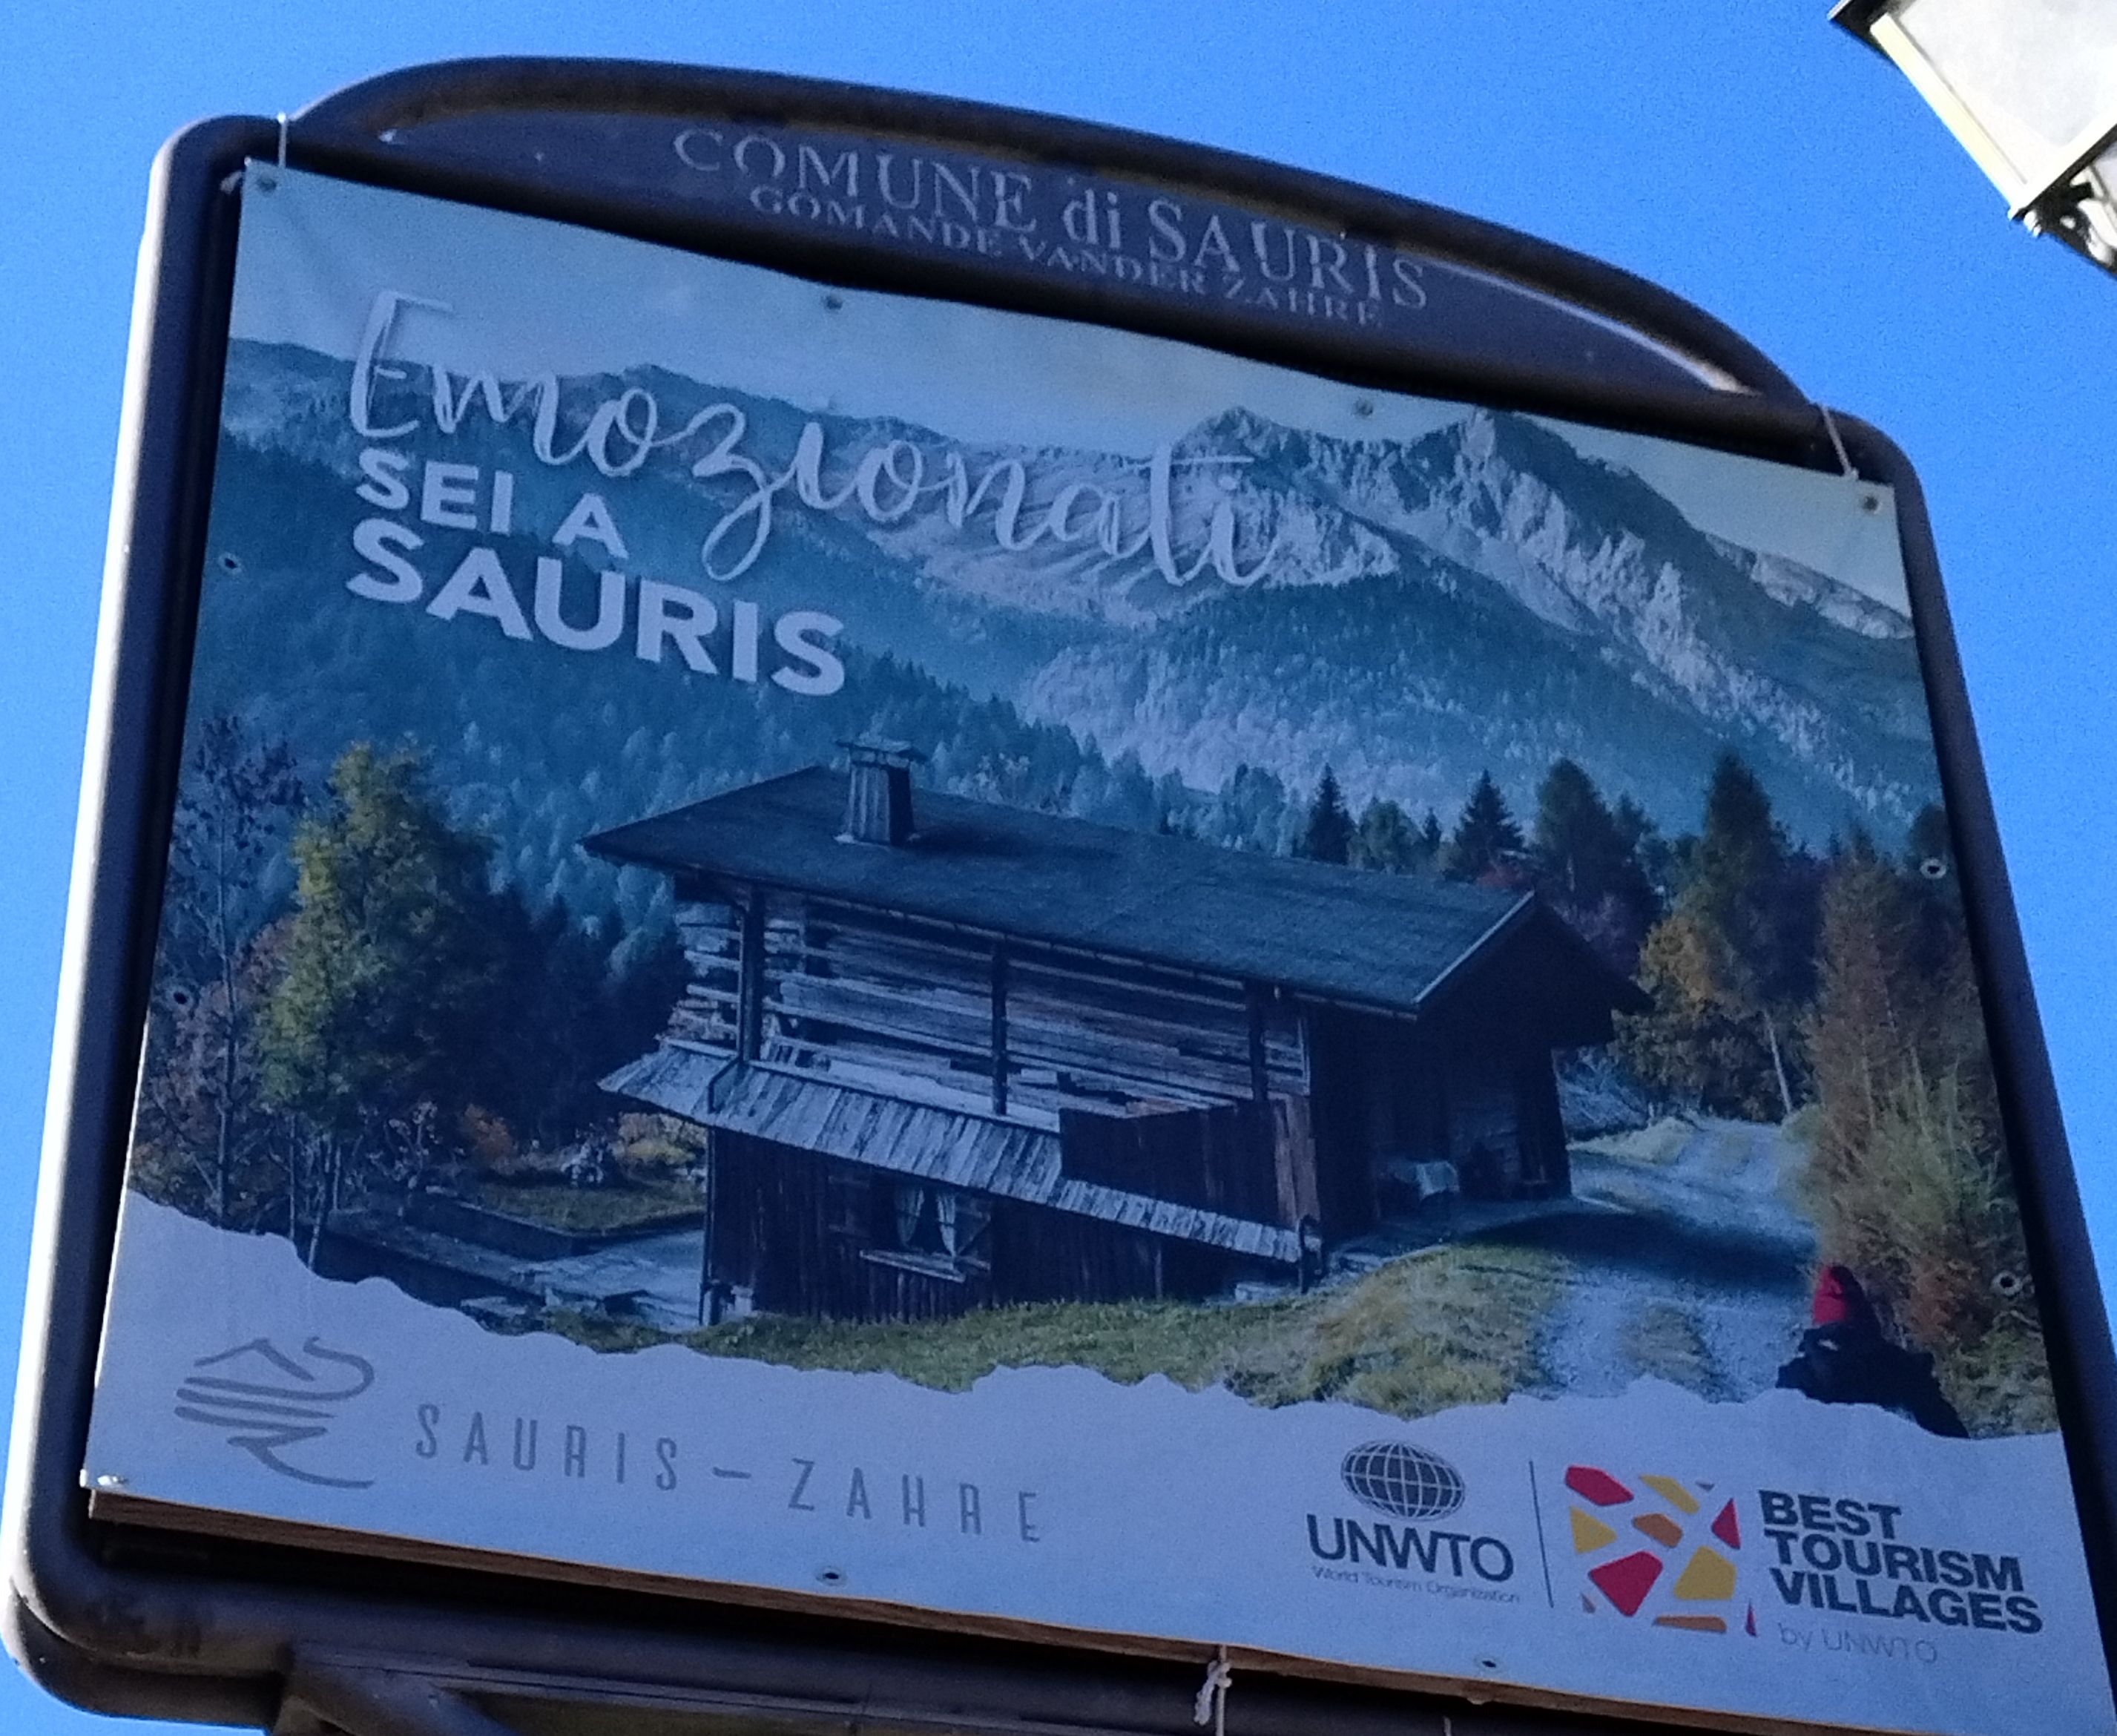 COMUNE di SAURIS
GOMANDE VANDER ZAHRE
Emozionati
SEI A
SAURIS
SAURIS – ZAHRE
UNWTO
World Tourism Organization
BEST
TOURISM
VILLAGES
by UNWTO